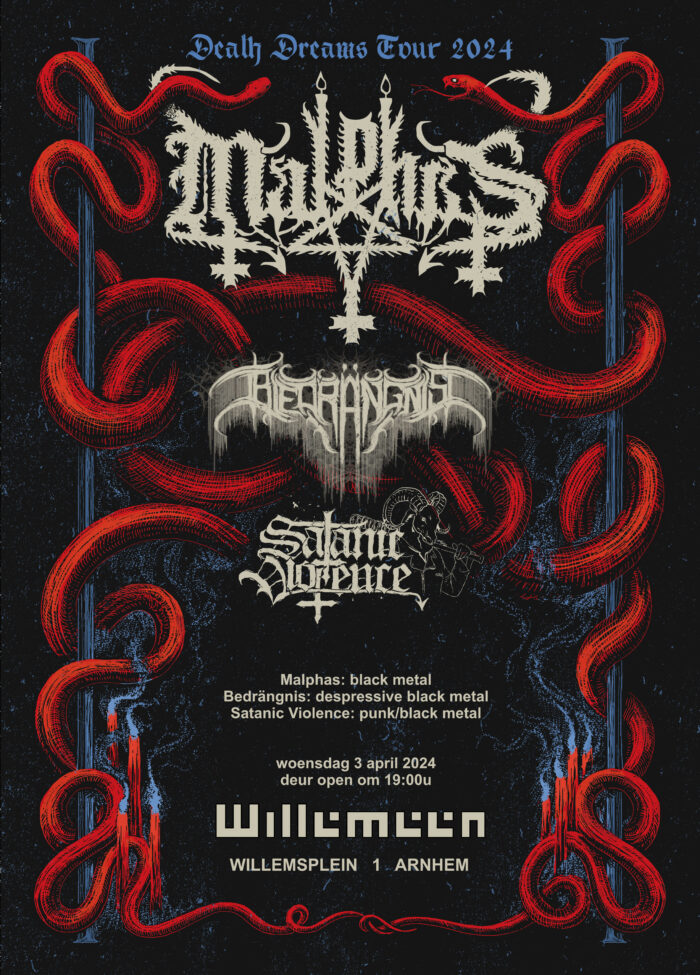 Death Dreams Tour 2024
Malphas
BEDRÄNGNIS
Satanic
Violence
Malphas: black metal
Bedrängnis: despressive black metal
Satanic Violence: punk/black metal
woensdag 3 april 2024
deur open om 19:00u
Willemeen
WILLEMSPLEIN 1 ARNHEM